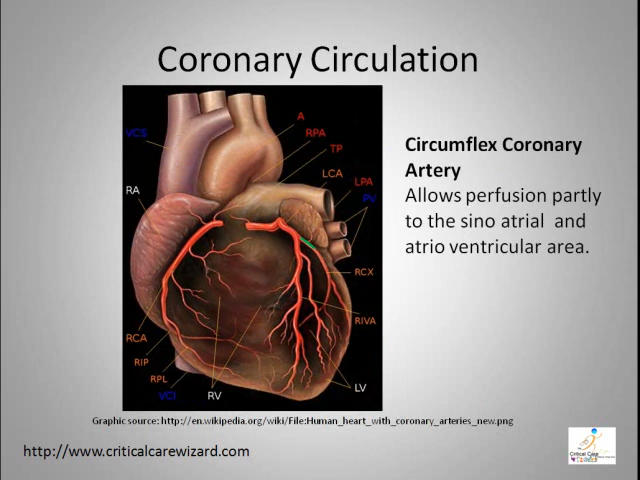 Coronary Circulation
A
VCS
RPA
TP
LCA
LPA
RA
PV
RCX
RIVA
RCA
RIP
RPL
VCI
RV
LV
Circumflex Coronary
Artery
Allows perfusion partly
to the sino atrial and
atrio ventricular area.
Graphic source: http://en.wikipedia.org/wiki/File:Human_heart_with_coronary_arteries_new.png
http://www.criticalcarewizard.com
Critical Care